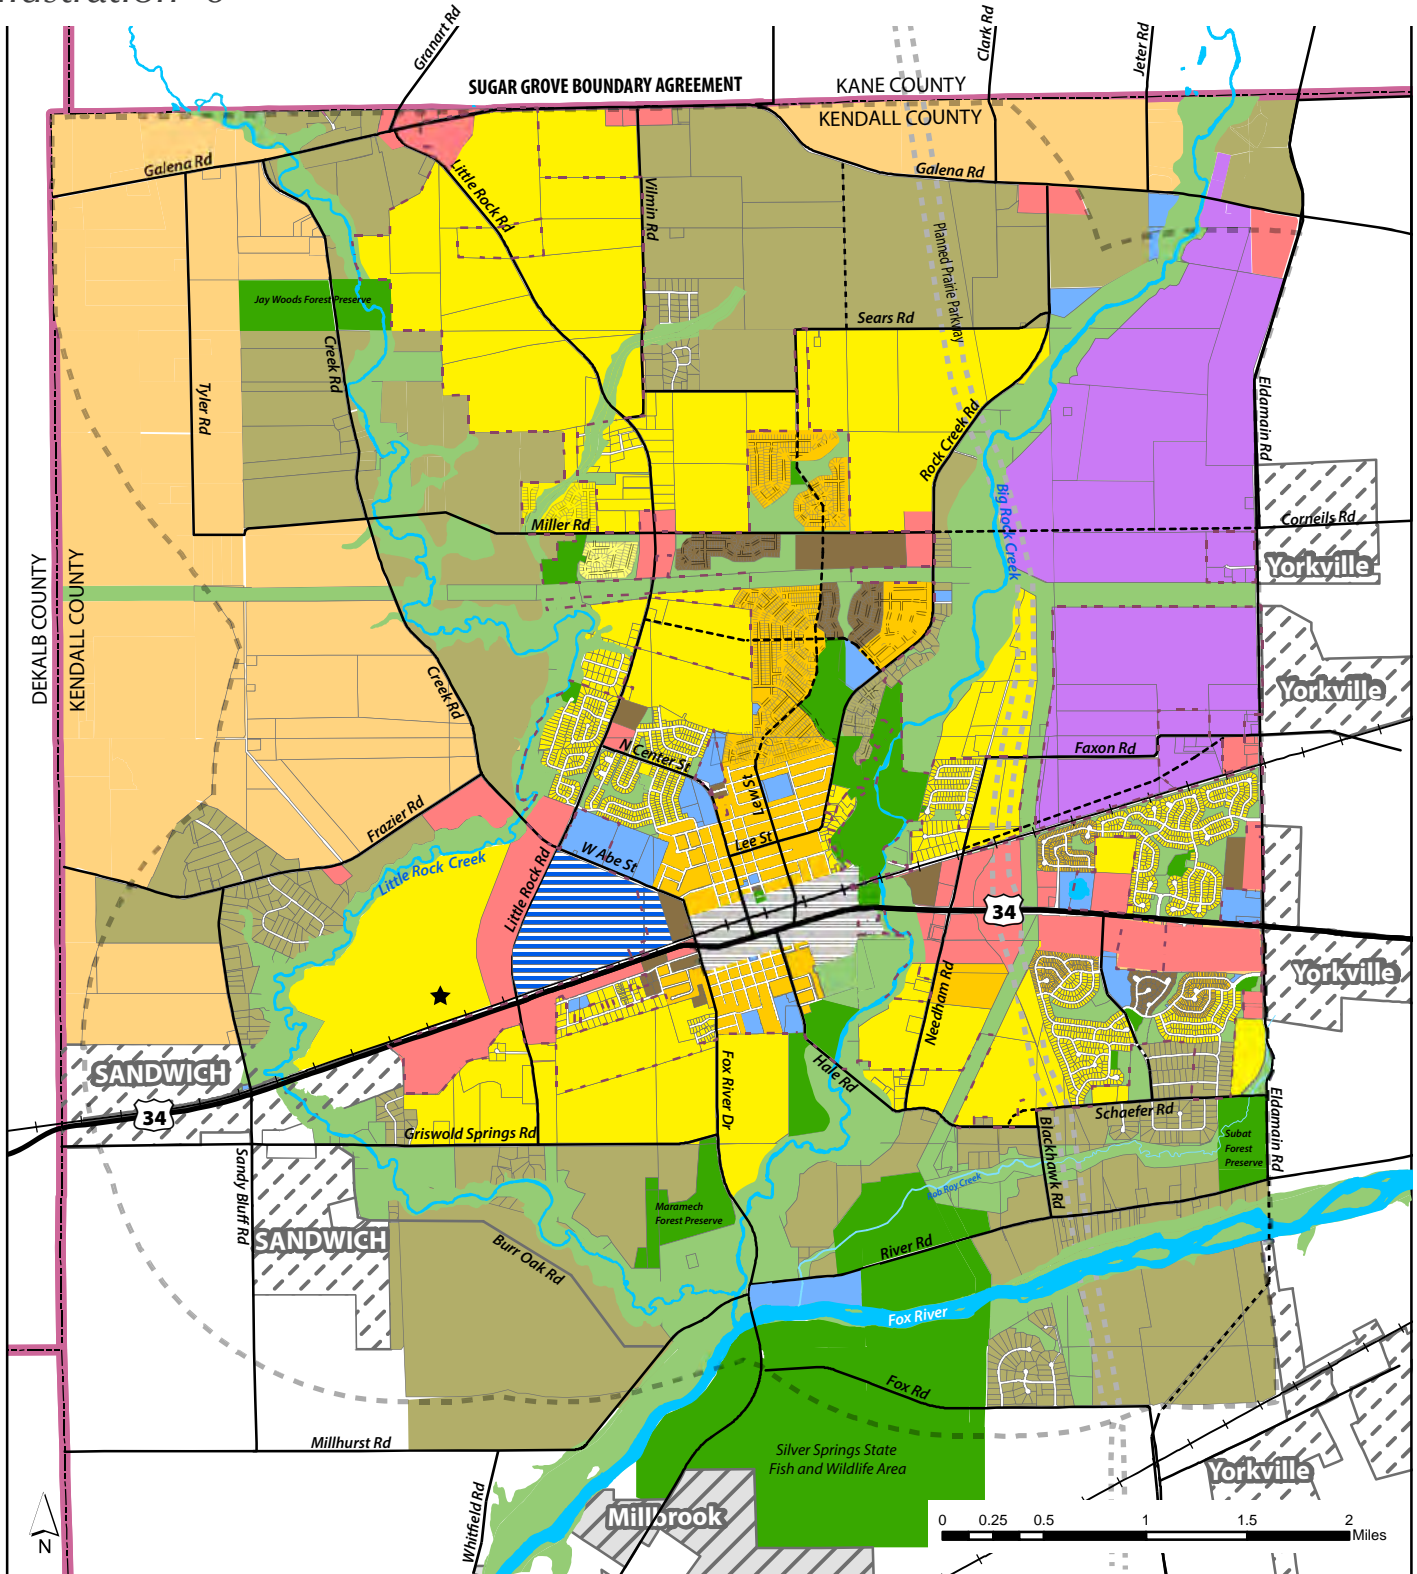 Granart Rd
Clark Rd
Jeter Rd
SUGAR GROVE BOUNDARY AGREEMENT
KANE COUNTY
KENDALL COUNTY
Galena Rd
Little Rock Rd
Vilmin Rd
Galena Rd
Planned Prairie Parkway
Jay Woods Forest Preserve
Sears Rd
Creek Rd
Tyler Rd
Rock Creek Rd
Eldamain Rd
Big Rock Creek
Miller Rd
Corneils Rd
Yorkville
DEKALB COUNTY
KENDALL COUNTY
Creek Rd
Yorkville
N Center St
Faxon Rd
Lew St
Frazier Rd
Lee St
W Abe St
Little Rock Creek
Little Rock Rd
34
Yorkville
Needham Rd
SANDWICH
34
Hale Rd
Fox River Dr
Griswold Springs Rd
Schaefer Rd
Blackhawk Rd
Eldamain Rd
Subat
Forest
Preserve
Sandy Bluff Rd
Rob Roy Creek
Maramech
Forest Preserve
SANDWICH
Burr Oak Rd
River Rd
Fox River
Fox Rd
Millhurst Rd
Silver Springs State
Fish and Wildlife Area
Yorkville
Whitfield Rd
Millbrook
N
0 0.25 0.5 1 1.5 2
Miles